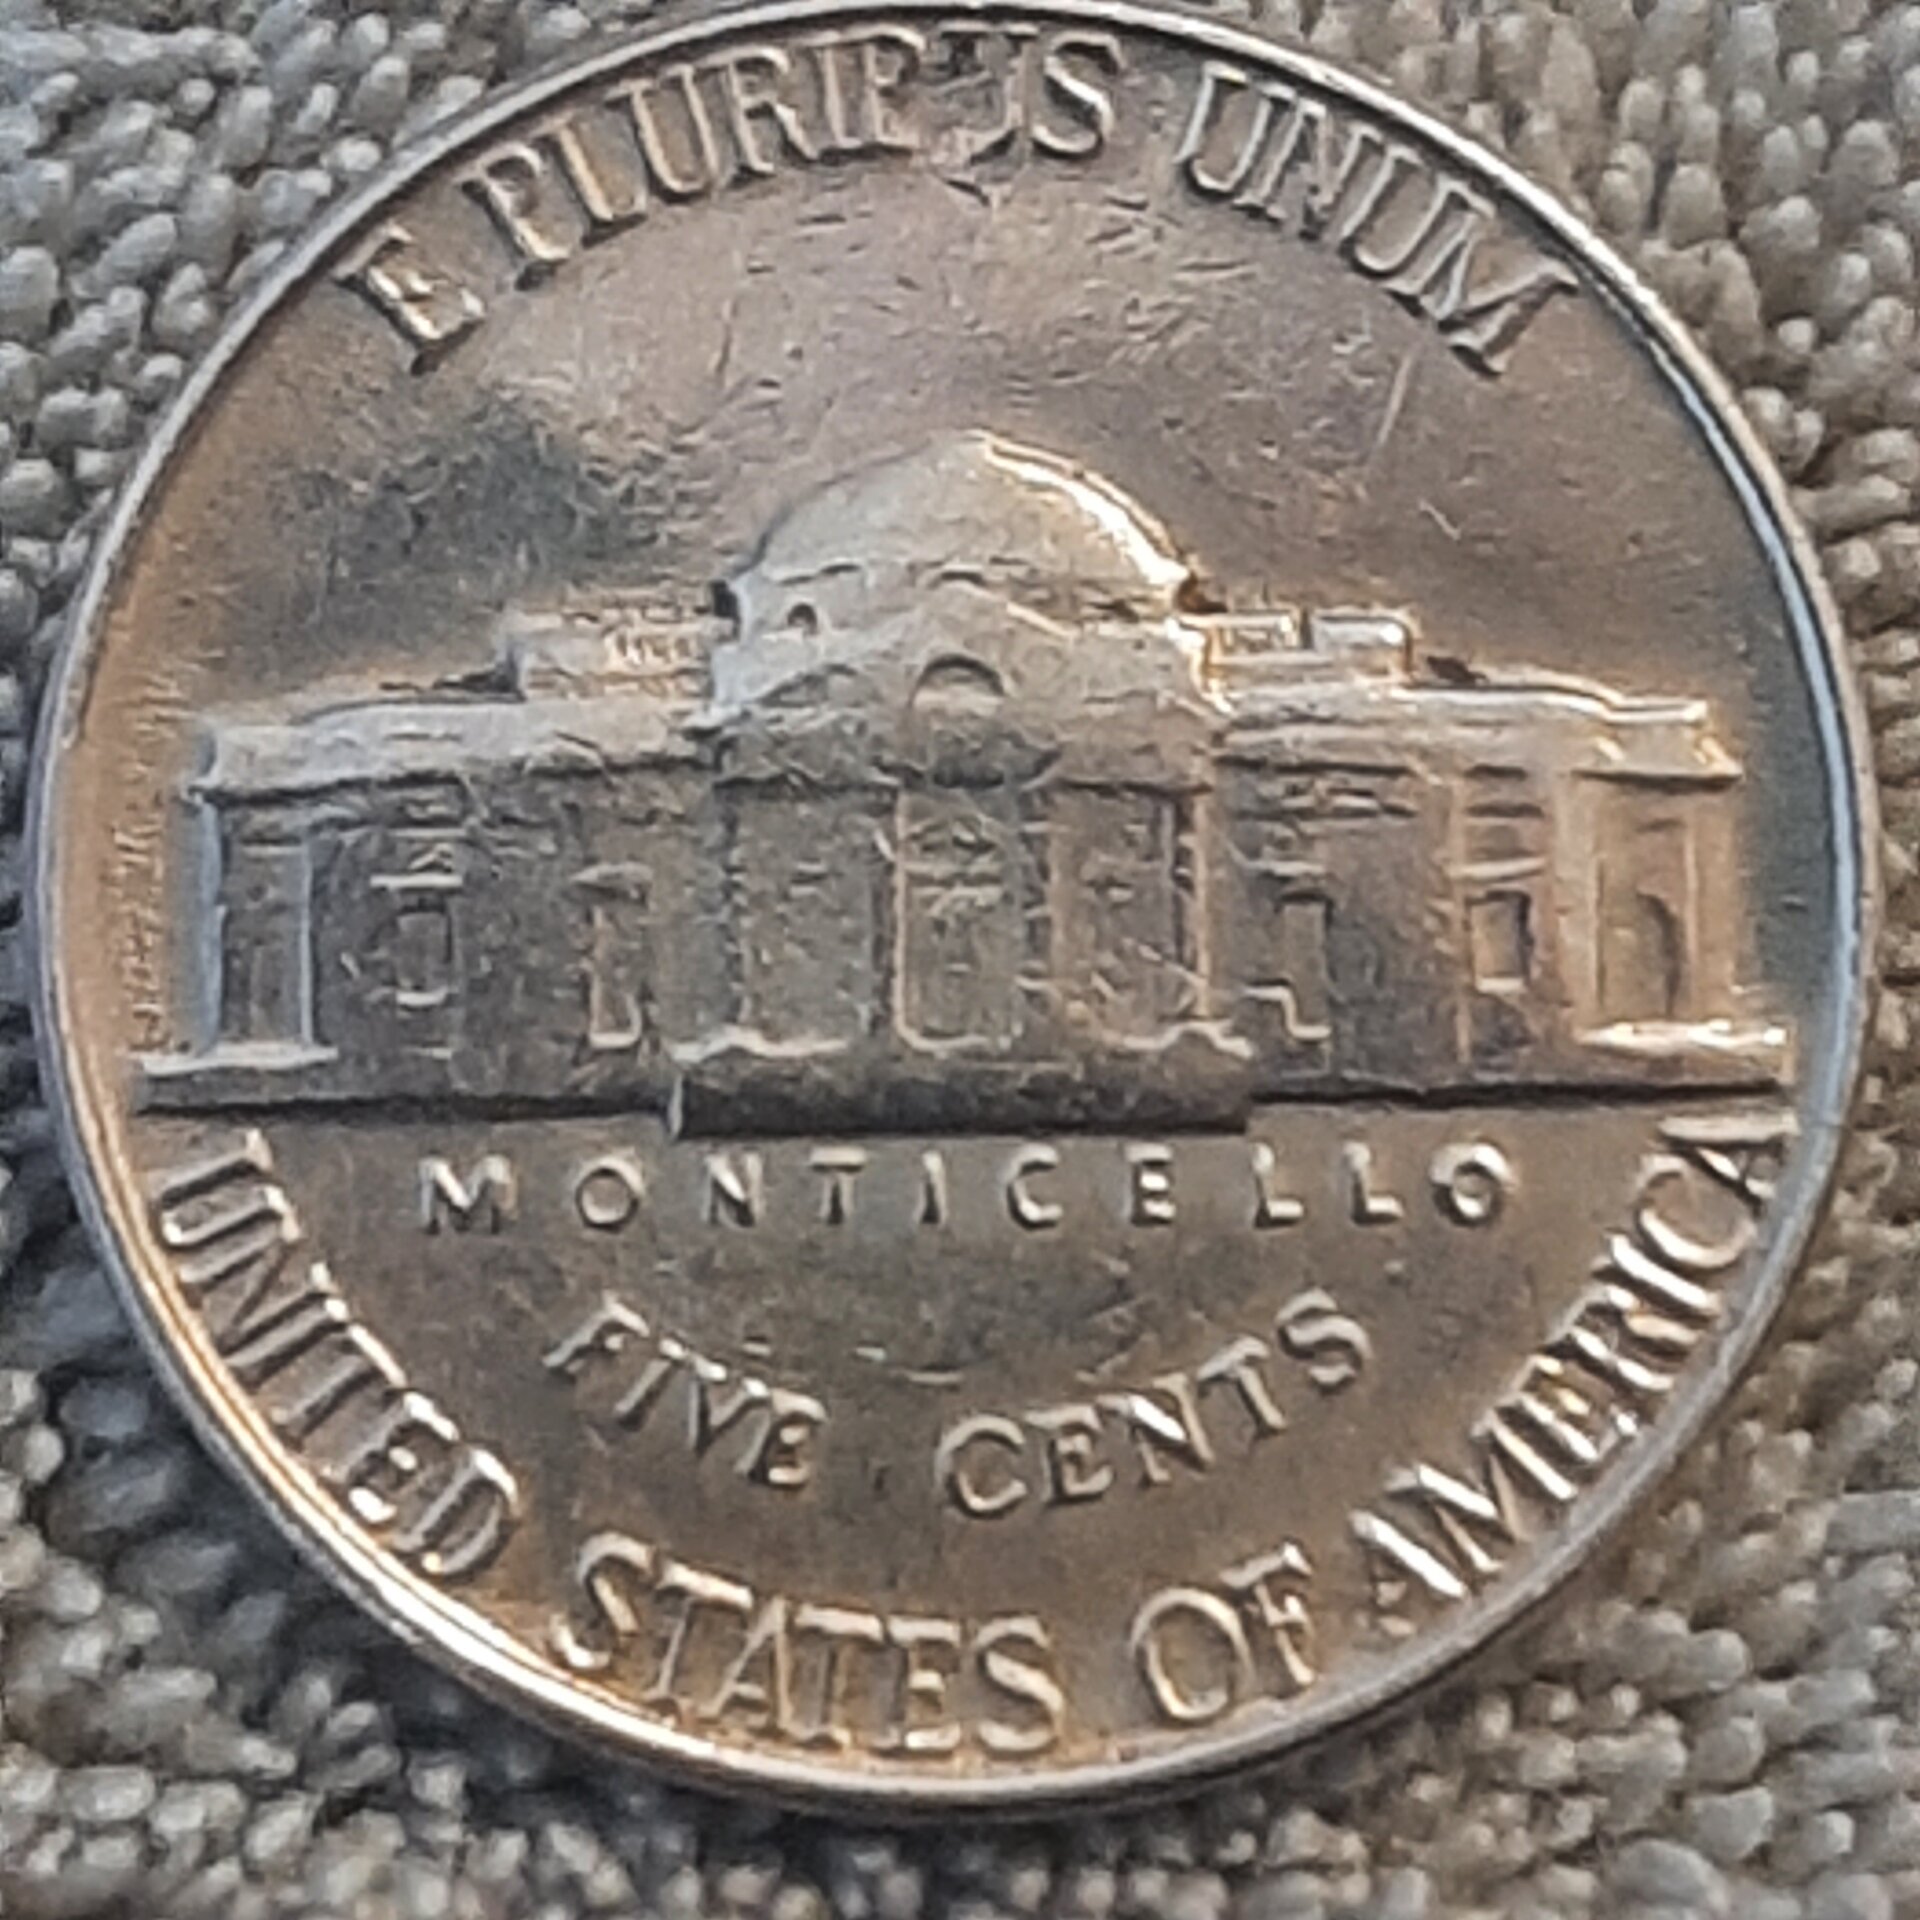 E PLURIBUS UNUM
MONTICELLO
FIVE CENTS
UNITED STATES OF AMERICA